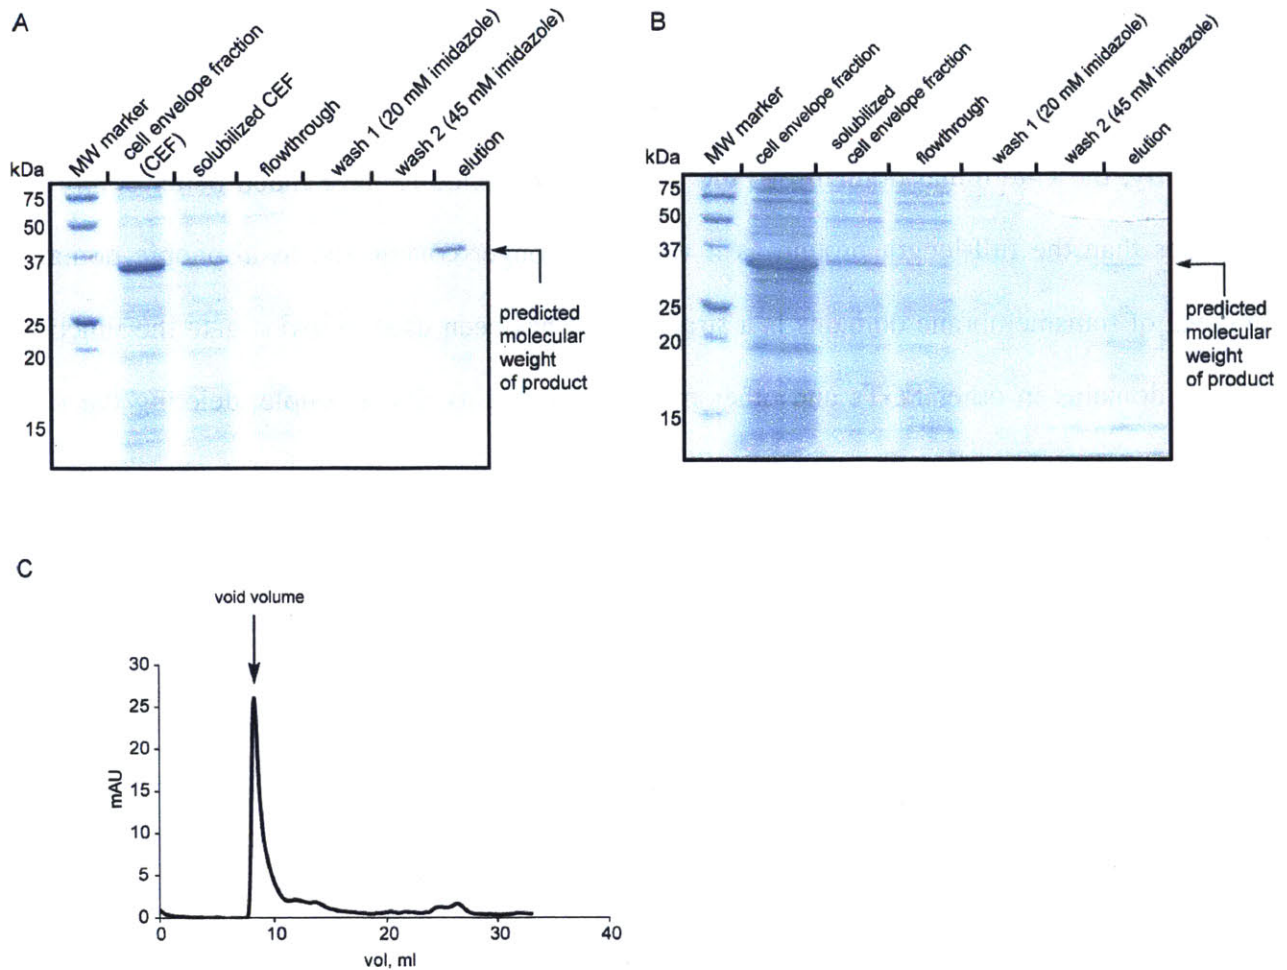 A
MW marker
cell envelope fraction
(CEF)
solubilized CEF
flowthrough
wash 1 (20 mM imidazole)
wash 2 (45 mM imidazole)
elution
kDa
75
50
37
25
20
15
predicted
molecular
weight
of product
B
MW marker
cell envelope fraction
solubilized
cell envelope fraction
flowthrough
wash 1 (20 mM imidazole)
wash 2 (45 mM imidazole)
elution
kDa
75
50
37
25
20
15
predicted
molecular
weight
of product
C
void volume
30
25
20
15
10
5
0
mAU
0
10
20
30
40
vol, ml